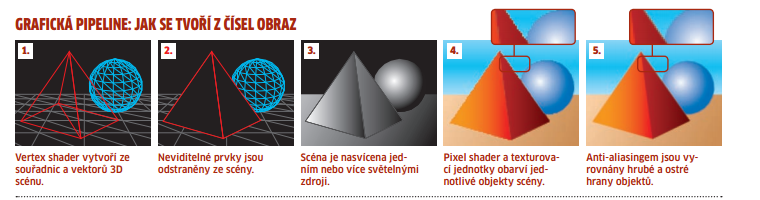 GRAFICKÁ PIPELINE: JAK SE TVOŘÍ Z ČÍSEL OBRAZ
1.
2.
3.
4.
5.
Vertex shader vytvoří ze
souřadnic a vektorů 3D
scénu.
Neviditelné prvky jsou
odstraněny ze scény.
Scéna je nasvícena jed-
ním nebo více světelnými
zdroji.
Pixel shader a texturova-
cí jednotky obarví jed-
notlivé objekty scény.
Anti-aliasingem jsou vy-
rovnány hrubé a ostré
hrany objektů.